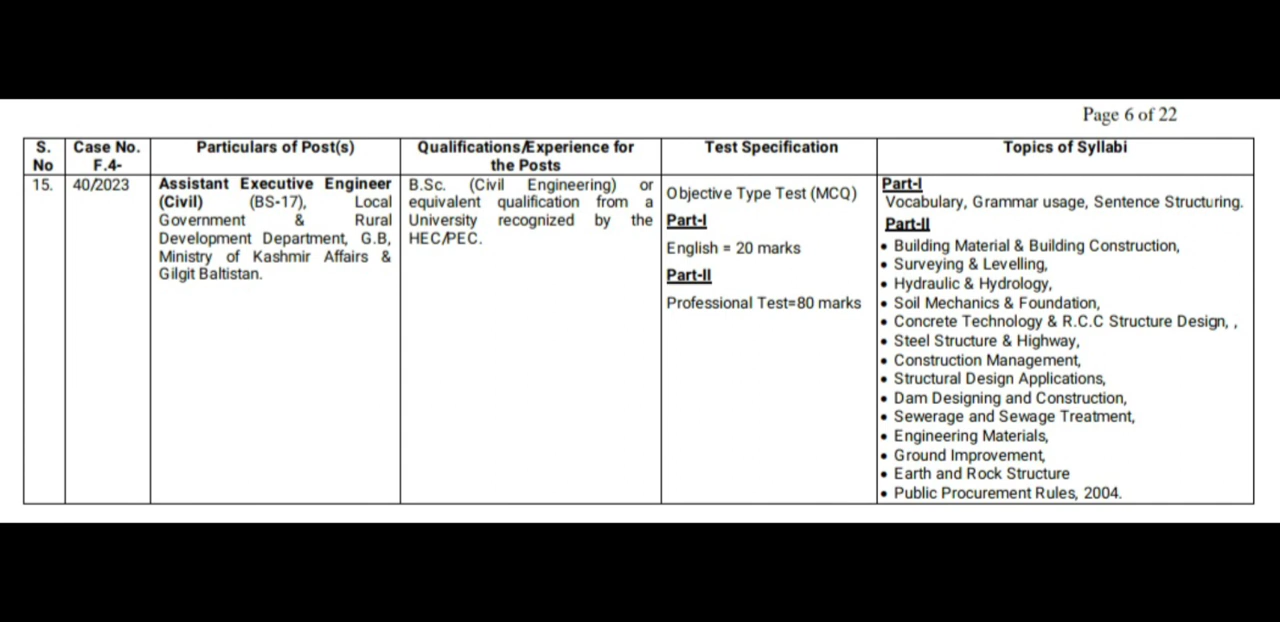 Page 6 of 22
S. No
Case No. F.4-
Particulars of Post(s)
Qualifications/Experience for the Posts
Test Specification
Topics of Syllabi
15.
40/2023
Assistant Executive Engineer
(Civil) (BS-17), Local
Government & Rural
Development Department, G.B,
Ministry of Kashmir Affairs &
Gilgit Baltistan.
B.Sc. (Civil Engineering) or
equivalent qualification from a
University recognized by the
HEC/PEC.
Objective Type Test (MCQ)
Part-I
English = 20 marks
Part-II
Professional Test=80 marks
Part-I
Vocabulary, Grammar usage, Sentence Structuring.
Part-II
• Building Material & Building Construction,
• Surveying & Levelling,
• Hydraulic & Hydrology,
• Soil Mechanics & Foundation,
• Concrete Technology & R.C.C Structure Design, ,
• Steel Structure & Highway,
• Construction Management,
• Structural Design Applications,
• Dam Designing and Construction,
• Sewerage and Sewage Treatment,
• Engineering Materials,
• Ground Improvement,
• Earth and Rock Structure
• Public Procurement Rules, 2004.